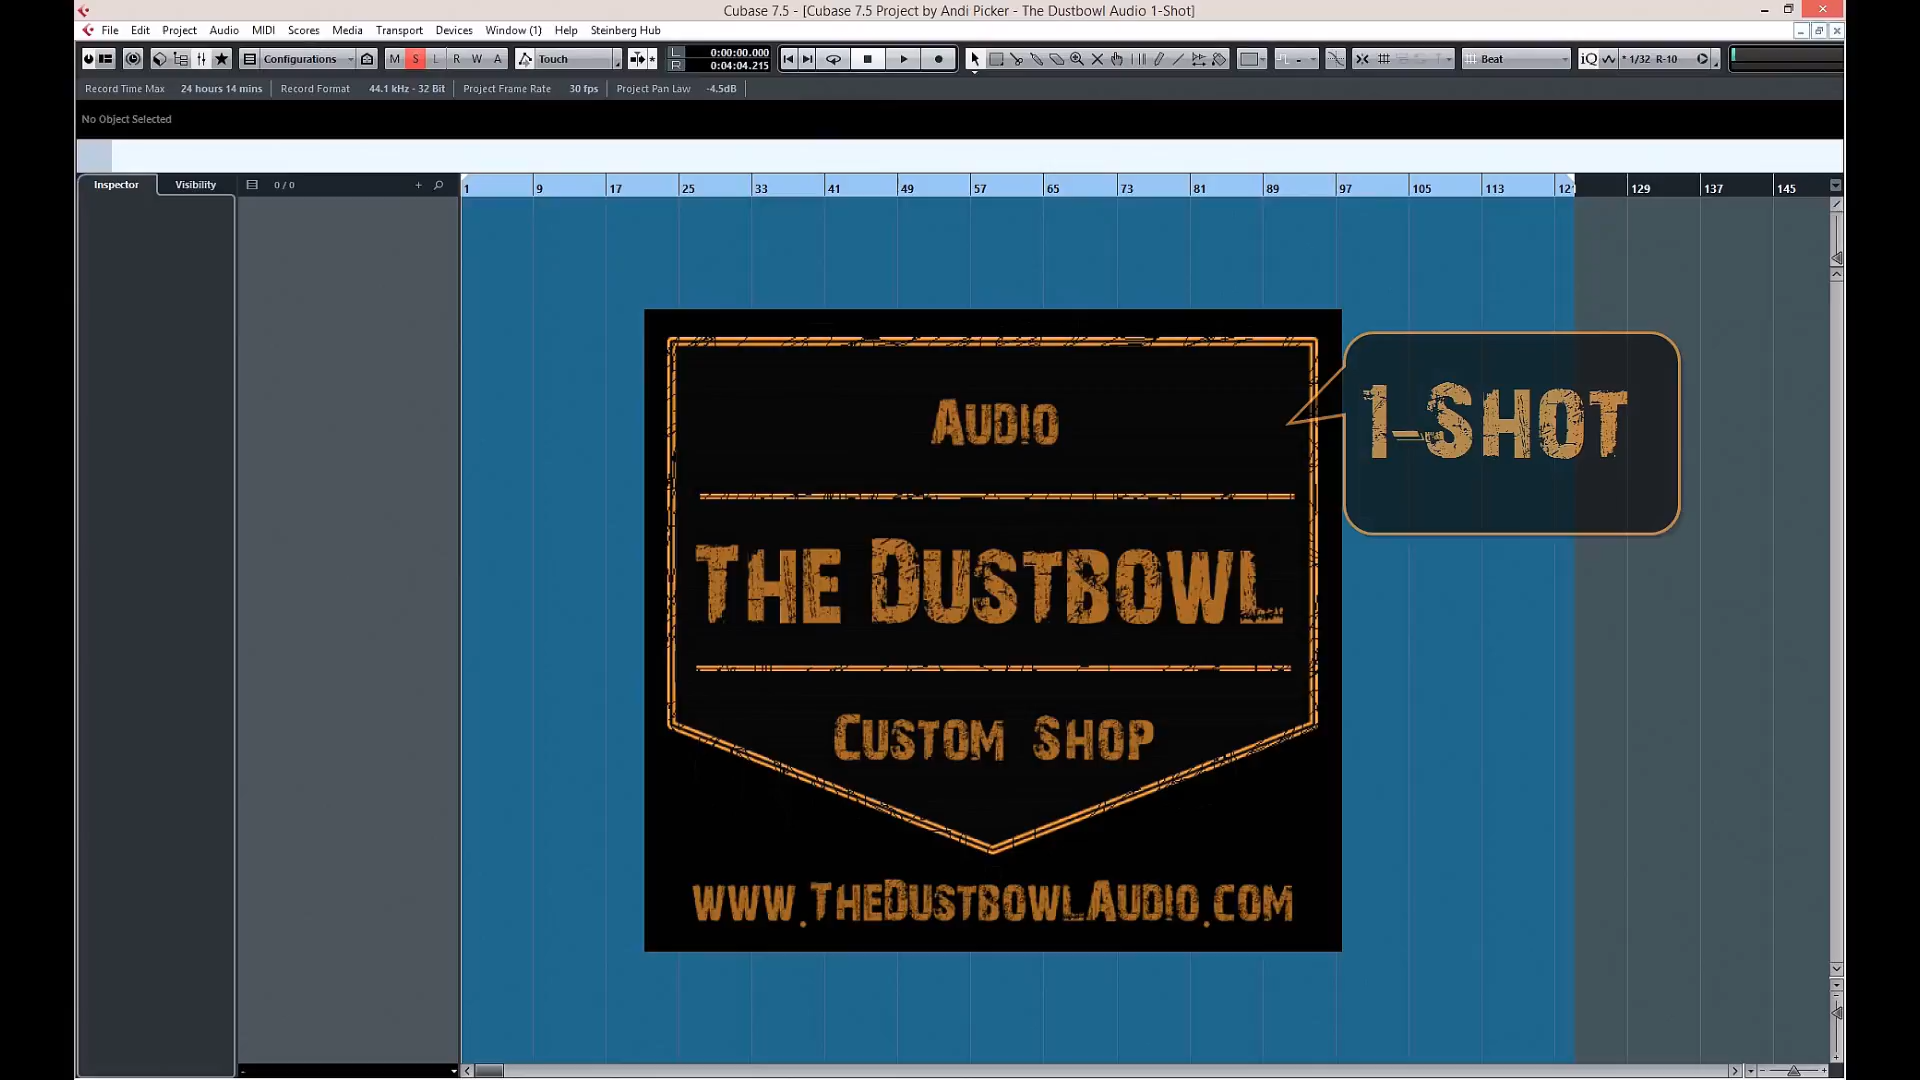 Cubase 7.5 - [Cubase 7.5 Project by Andi Picker - The Dustbowl Audio 1-Shot]
File Edit Project Audio MIDI Scores Media Transport Devices Window (1) Help Steinberg Hub
Configurations M S L R W A Touch L R 0:00:00.000 0:04:04.215 Beat iQ * 1/32 R-10
Record Time Max 24 hours 14 mins Record Format 44.1 kHz - 32 Bit Project Frame Rate 30 fps Project Pan Law -4.5dB
No Object Selected
Inspector Visibility 0 / 0
1 9 17 25 33 41 49 57 65 73 81 89 97 105 113 121 129 137 145
1-Shot
Audio
The Dustbowl
Custom Shop
www.TheDustbowlAudio.com